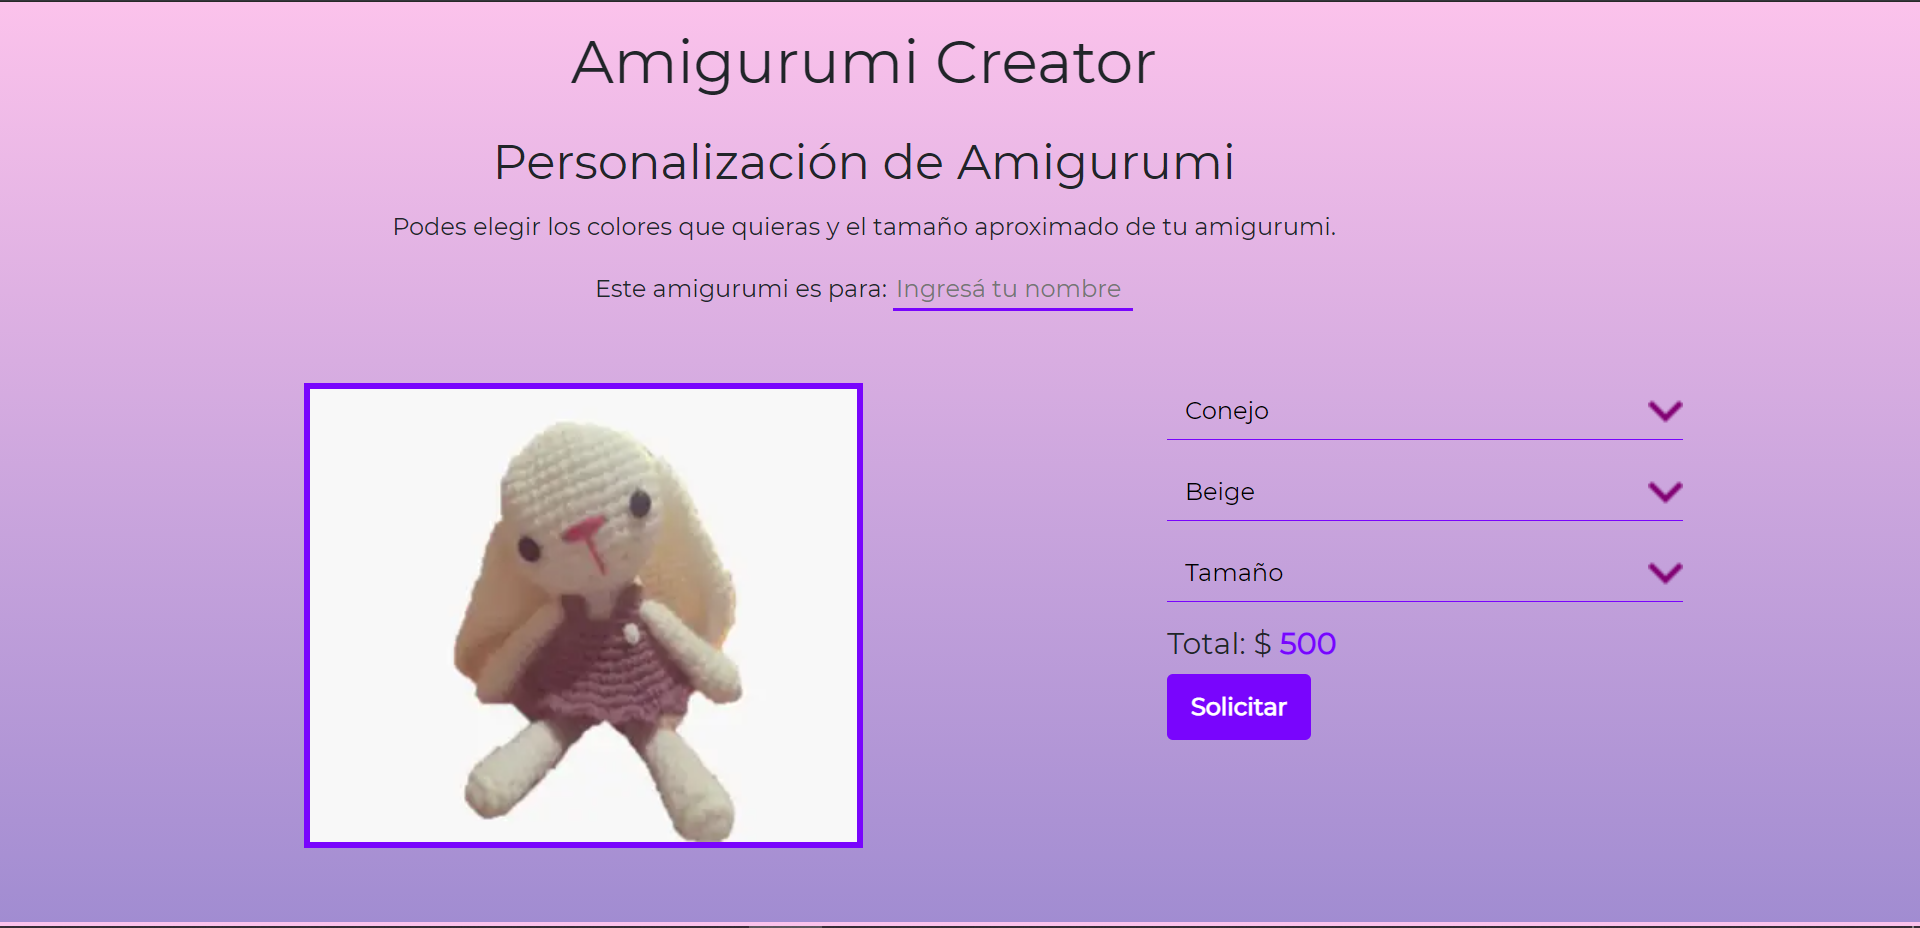 Amigurumi Creator
Personalización de Amigurumi
Podes elegir los colores que quieras y el tamaño aproximado de tu amigurumi.
Este amigurumi es para: Ingresá tu nombre
Conejo
Beige
Tamaño
Total: $ 500
Solicitar